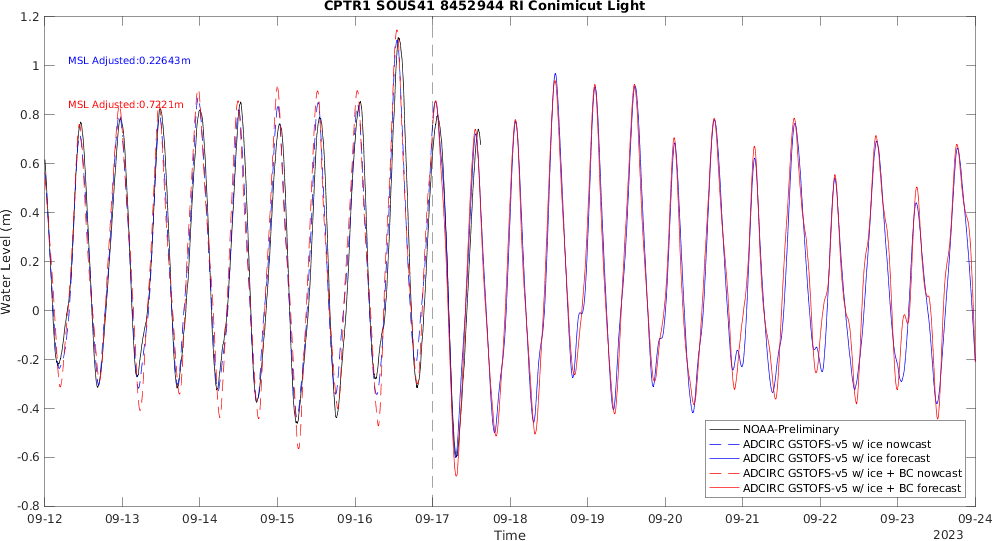 CPTR1 SOUS41 8452944 RI Conimicut Light
1.2
1
0.8
0.6
0.4
0.2
0
-0.2
-0.4
-0.6
-0.8
Water Level (m)
MSL Adjusted:0.22643m
MSL Adjusted:0.7221m
NOAA-Preliminary
ADCIRC GSTOFS-v5 w/ ice nowcast
ADCIRC GSTOFS-v5 w/ ice forecast
ADCIRC GSTOFS-v5 w/ ice + BC nowcast
ADCIRC GSTOFS-v5 w/ ice + BC forecast
09-12 09-13 09-14 09-15 09-16 09-17 09-18 09-19 09-20 09-21 09-22 09-23 09-24
Time
2023